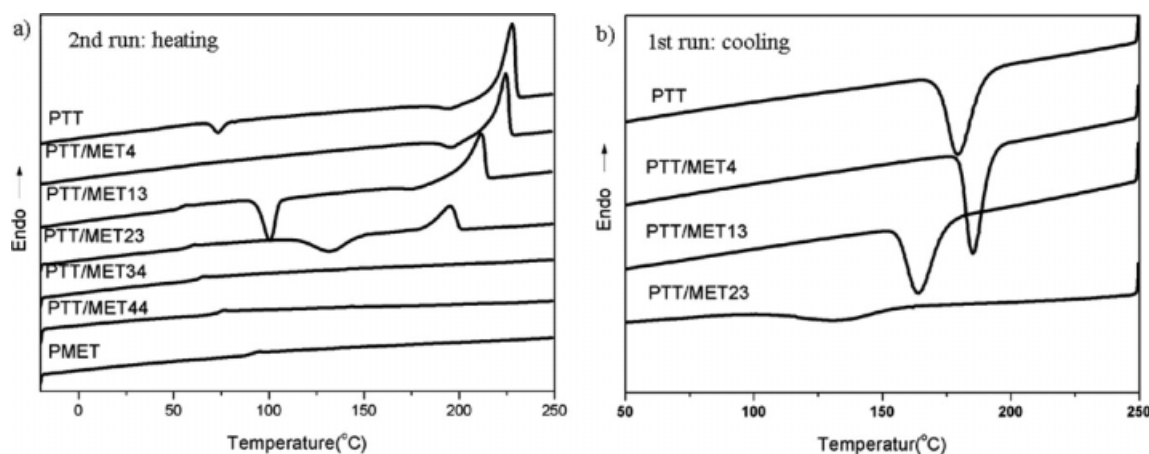 a)
2nd run: heating
PTT
PTT/MET4
PTT/MET13
PTT/MET23
PTT/MET34
PTT/MET44
PMET
Endo →
0 50 100 150 200 250
Temperature(°C)
b)
1st run: cooling
PTT
PTT/MET4
PTT/MET13
PTT/MET23
Endo →
50 100 150 200 250
Temperatur(°C)